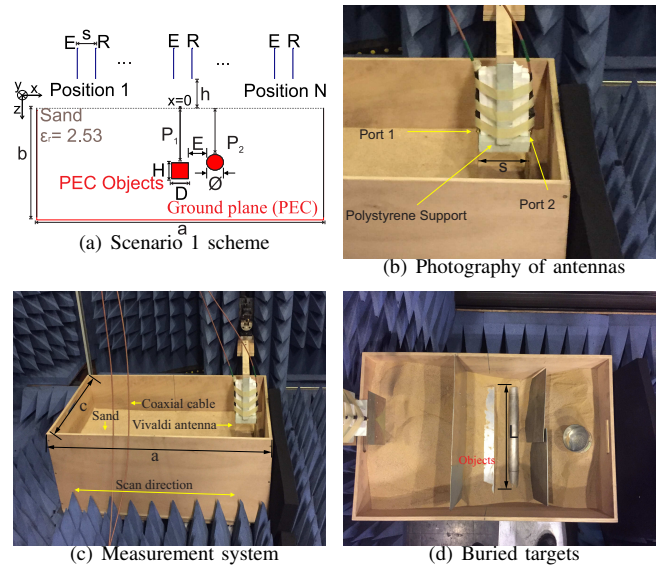 E s R E R E R
... ...
Position 1 Position N
y x z
x=0 h
Sand
εr= 2.53
b P1 E P2
H
PEC Objects
D Ø
Ground plane (PEC)
a
(a) Scenario 1 scheme
Port 1
s
Port 2
Polystyrene Support
(b) Photography of antennas
c
Sand
Coaxial cable
Vivaldi antenna
a
Scan direction
(c) Measurement system
Objects
(d) Buried targets